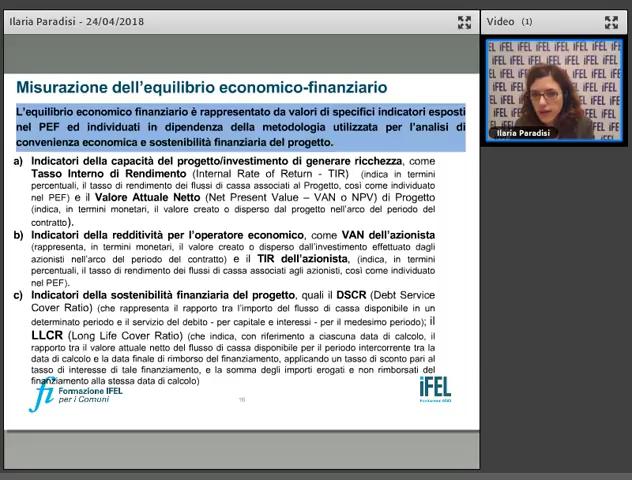 Ilaria Paradisi - 24/04/2018
Video (1)
Misurazione dell'equilibrio economico-finanziario
L'equilibrio economico finanziario è rappresentato da valori di specifici indicatori esposti
nel PEF ed individuati in dipendenza della metodologia utilizzata per l'analisi di
convenienza economica e sostenibilità finanziaria del progetto.
a) Indicatori della capacità del progetto/investimento di generare ricchezza, come
Tasso Interno di Rendimento (Internal Rate of Return - TIR) (indica in termini
percentuali, il tasso di rendimento dei flussi di cassa associati al Progetto, così come individuato
nel PEF) e il Valore Attuale Netto (Net Present Value – VAN o NPV) di Progetto
(indica, in termini monetari, il valore creato o disperso dal progetto nell'arco del periodo del
contratto).
b) Indicatori della redditività per l'operatore economico, come VAN dell'azionista
(rappresenta, in termini monetari, il valore creato o disperso dall'investimento effettuato dagli
azionisti nell'arco del periodo del contratto) e il TIR dell'azionista, (indica, in termini
percentuali, il tasso di rendimento dei flussi di cassa associati agli azionisti, così come individuato
nel PEF).
c) Indicatori della sostenibilità finanziaria del progetto, quali il DSCR (Debt Service
Cover Ratio) (che rappresenta il rapporto tra l'importo del flusso di cassa disponibile in un
determinato periodo e il servizio del debito - per capitale e interessi - per il medesimo periodo); il
LLCR (Long Life Cover Ratio) (che indica, con riferimento a ciascuna data di calcolo, il
rapporto tra il valore attuale netto del flusso di cassa disponibile per il periodo intercorrente tra la
data di calcolo e la data finale di rimborso del finanziamento, applicando un tasso di sconto pari al
tasso di interesse di tale finanziamento, e la somma degli importi erogati e non rimborsati del
finanziamento alla stessa data di calcolo)
fi Formazione IFEL
per i Comuni
16
iFEL
Fondazione ANCI
IFEL
Ilaria Paradisi